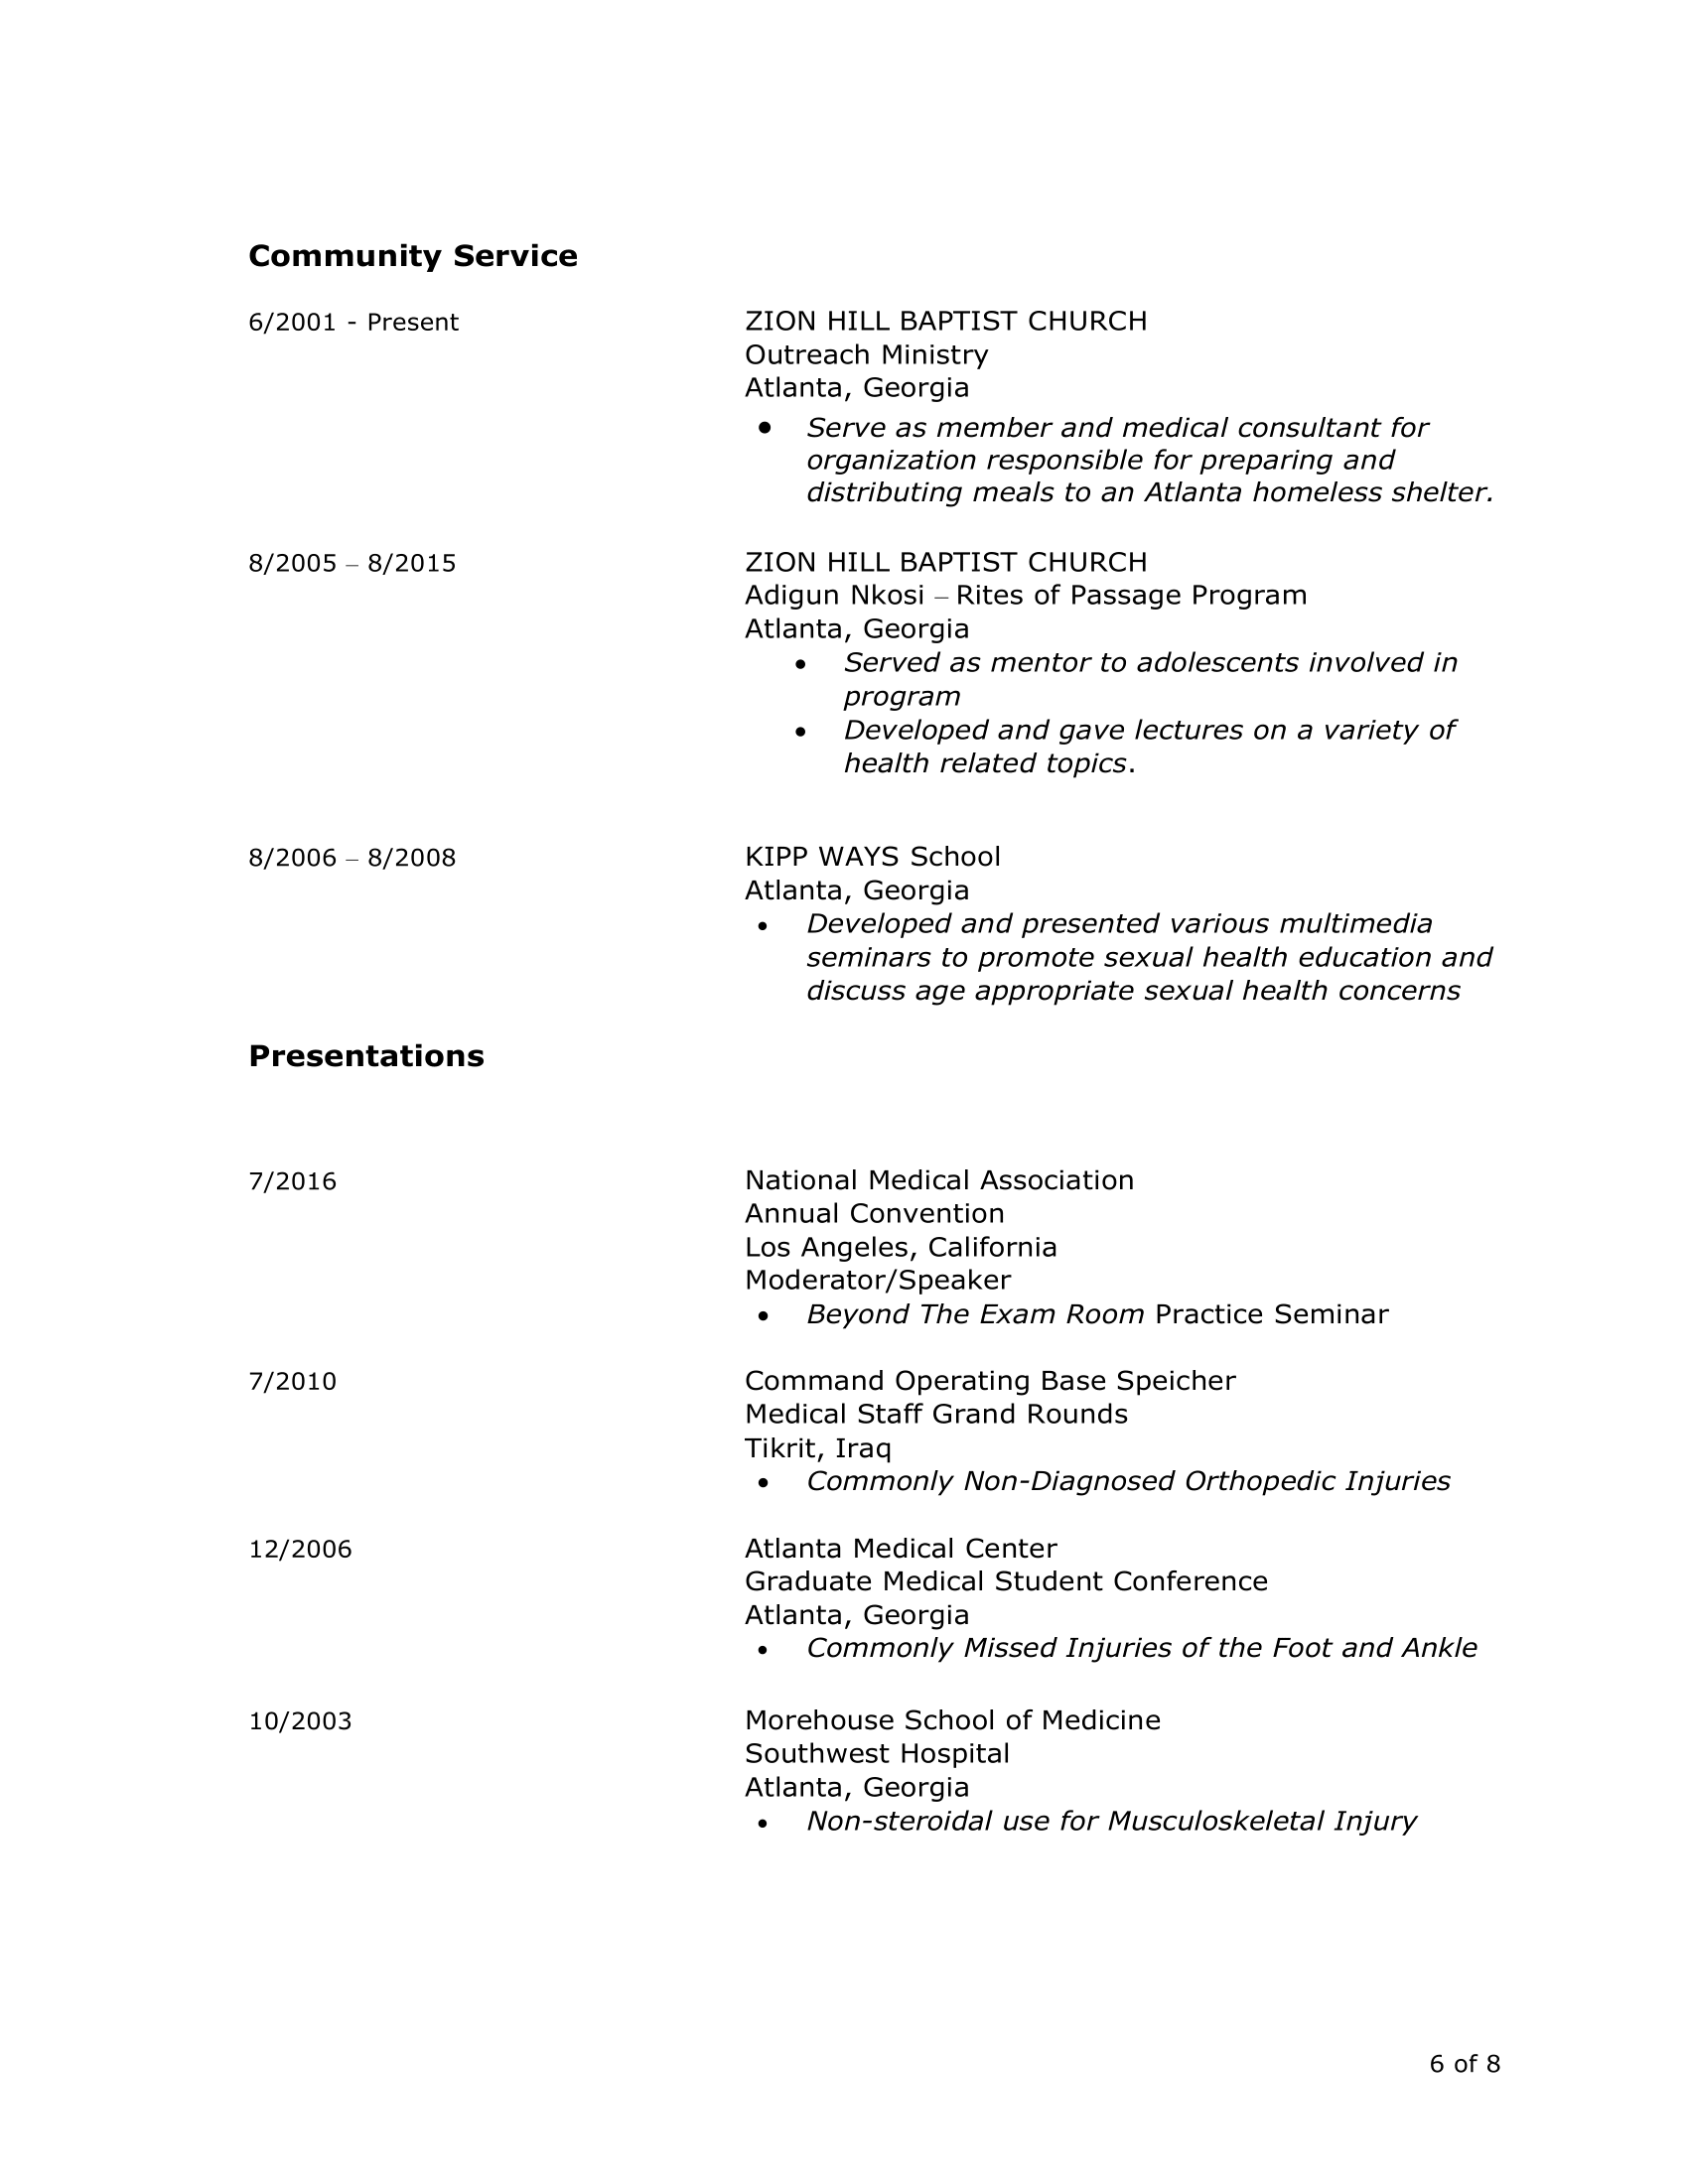 Community Service
6/2001 - Present
ZION HILL BAPTIST CHURCH
Outreach Ministry
Atlanta, Georgia
• Serve as member and medical consultant for
organization responsible for preparing and
distributing meals to an Atlanta homeless shelter.
8/2005 – 8/2015
ZION HILL BAPTIST CHURCH
Adigun Nkosi – Rites of Passage Program
Atlanta, Georgia
• Served as mentor to adolescents involved in
program
• Developed and gave lectures on a variety of
health related topics.
8/2006 – 8/2008
KIPP WAYS School
Atlanta, Georgia
• Developed and presented various multimedia
seminars to promote sexual health education and
discuss age appropriate sexual health concerns
Presentations
7/2016
National Medical Association
Annual Convention
Los Angeles, California
Moderator/Speaker
• Beyond The Exam Room Practice Seminar
7/2010
Command Operating Base Speicher
Medical Staff Grand Rounds
Tikrit, Iraq
• Commonly Non-Diagnosed Orthopedic Injuries
12/2006
Atlanta Medical Center
Graduate Medical Student Conference
Atlanta, Georgia
• Commonly Missed Injuries of the Foot and Ankle
10/2003
Morehouse School of Medicine
Southwest Hospital
Atlanta, Georgia
• Non-steroidal use for Musculoskeletal Injury
6 of 8